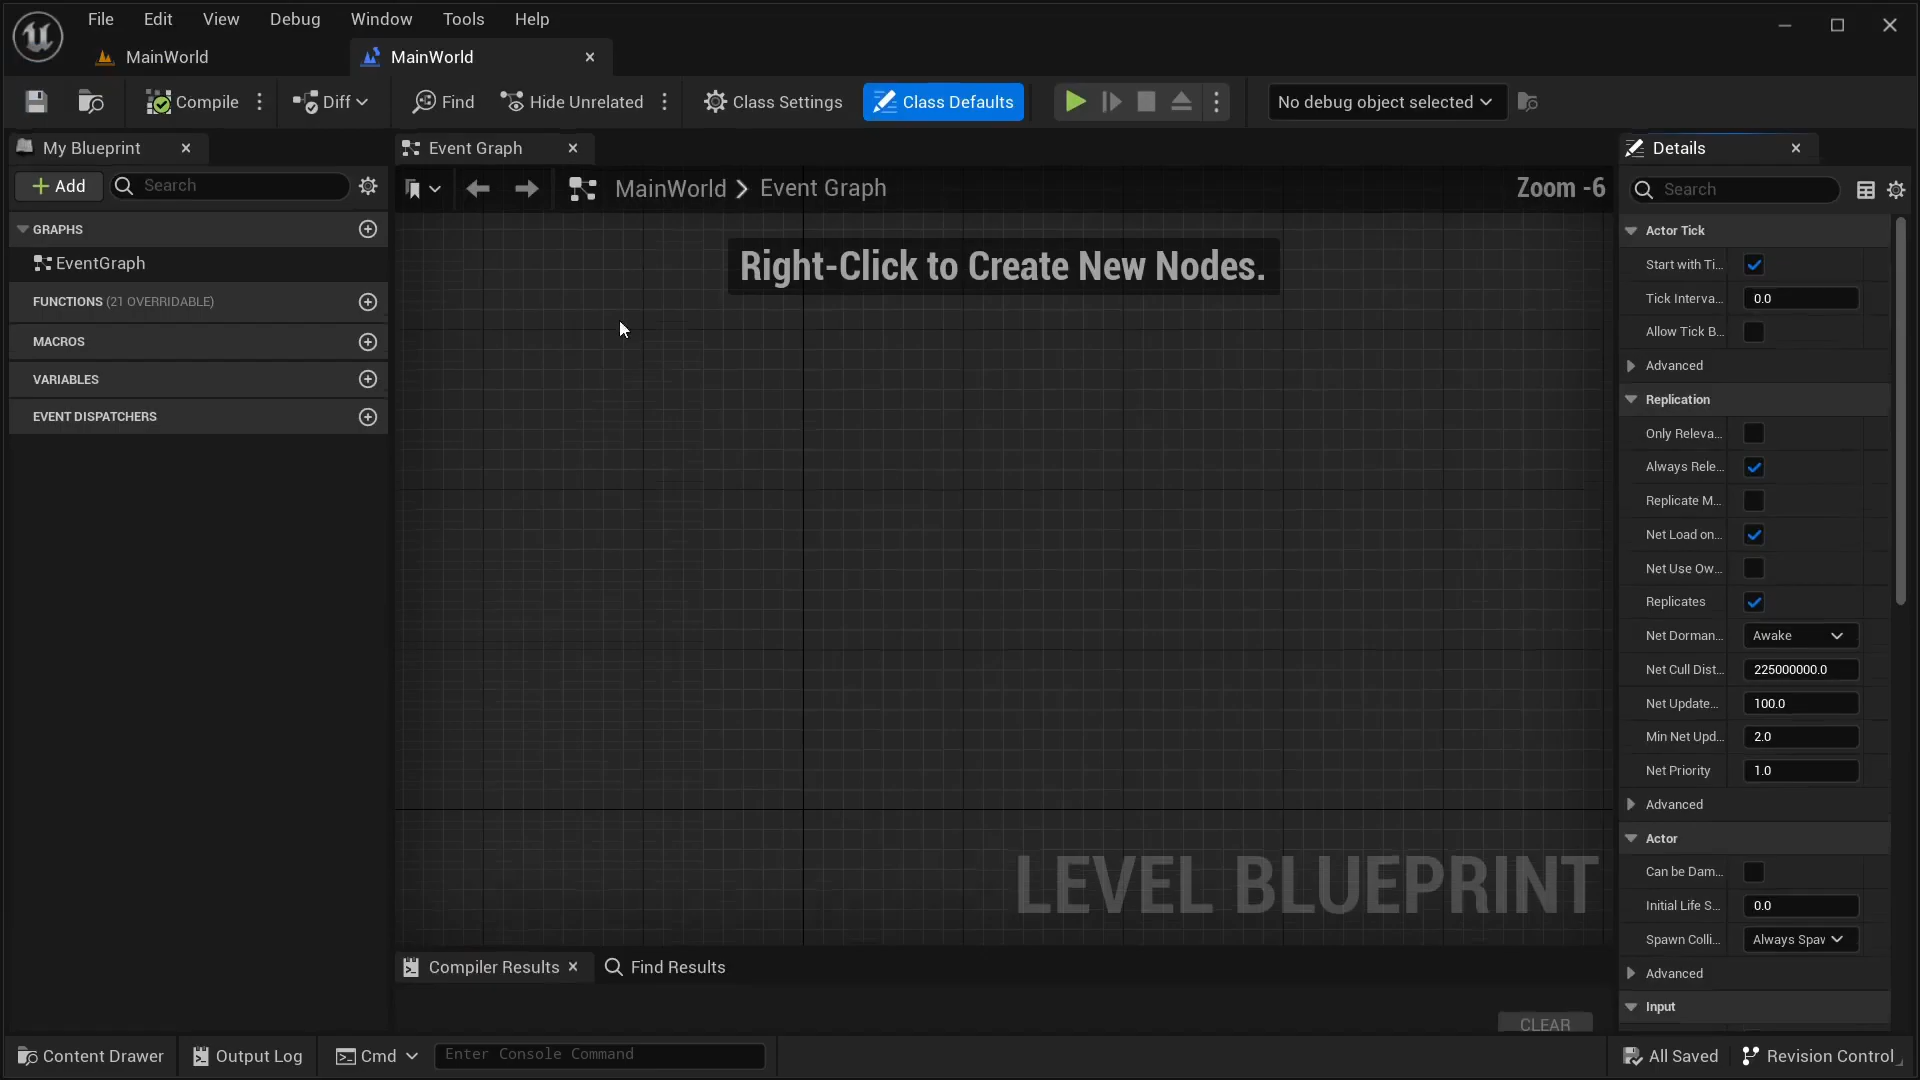 File Edit View Debug Window Tools Help
MainWorld MainWorld
Compile Diff Find Hide Unrelated Class Settings Class Defaults No debug object selected
My Blueprint Event Graph Details
Add Search MainWorld > Event Graph Zoom -6 Search
GRAPHS
EventGraph
FUNCTIONS (21 OVERRIDABLE)
MACROS
VARIABLES
EVENT DISPATCHERS
Right-Click to Create New Nodes.
LEVEL BLUEPRINT
Actor Tick
Start with Ti...
Tick Interva... 0.0
Allow Tick B...
Advanced
Replication
Only Releva...
Always Rele...
Replicate M...
Net Load on...
Net Use Ow...
Replicates
Net Dorman... Awake
Net Cull Dist... 225000000.0
Net Update... 100.0
Min Net Upd... 2.0
Net Priority 1.0
Advanced
Actor
Can be Dam...
Initial Life S... 0.0
Spawn Colli... Always Spaw
Advanced
Input
Compiler Results Find Results
CLEAR
Content Drawer Output Log Cmd Enter Console Command All Saved Revision Control